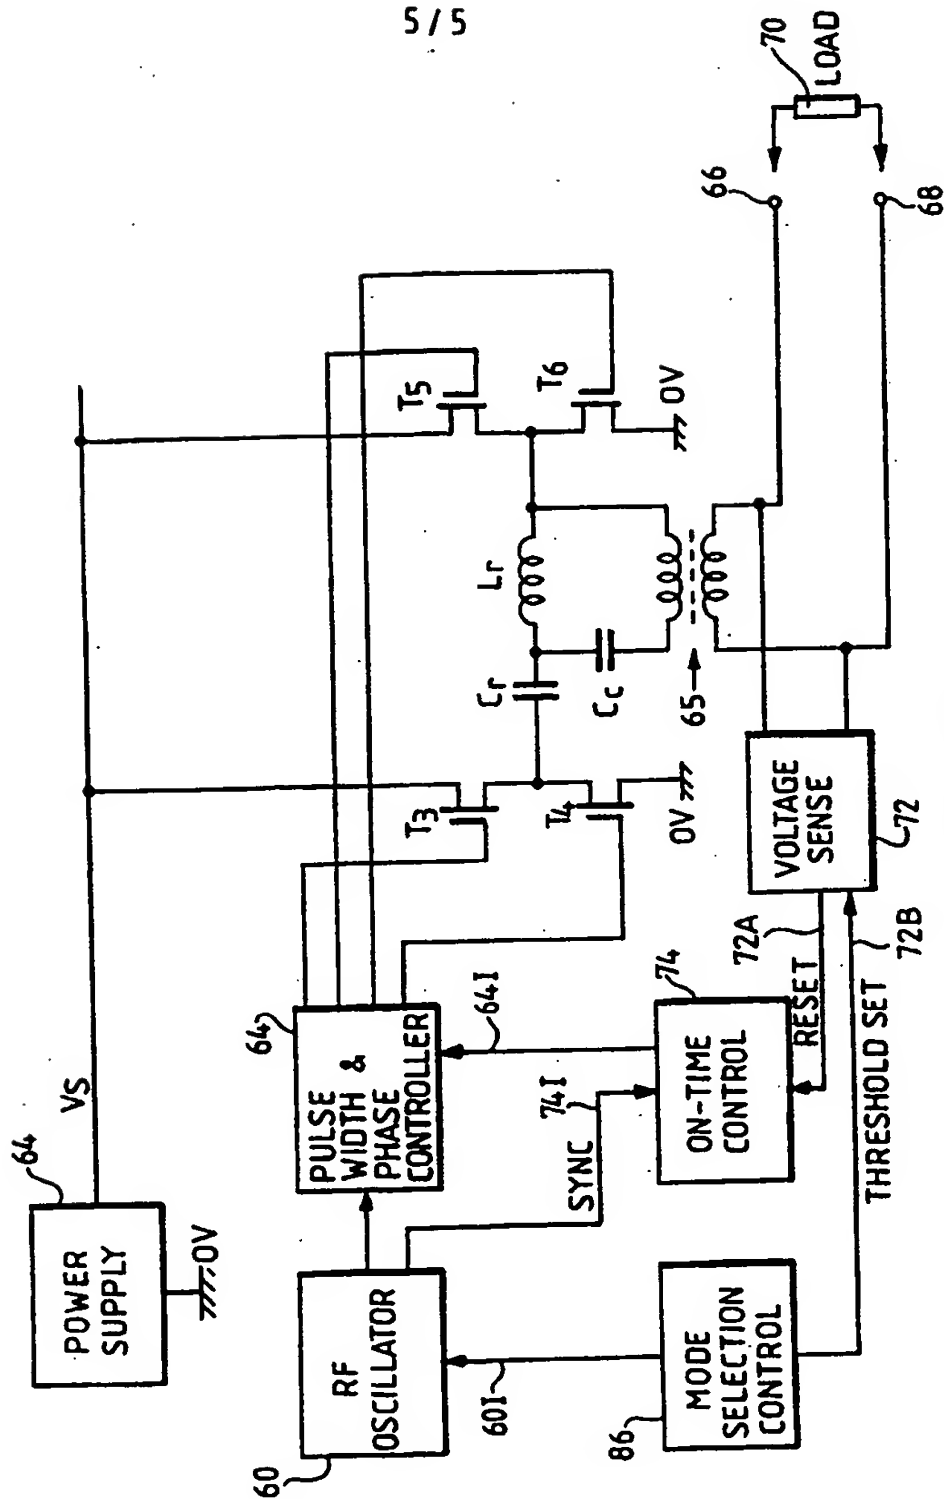 5/5
64
POWER
SUPPLY
VS
0V
60
RF
OSCILLATOR
60I
86
MODE
SELECTION
CONTROL
64
PULSE
WIDTH &
PHASE
CONTROLLER
64I
SYNC
74I
74
ON-TIME
CONTROL
RESET
72A
THRESHOLD SET
72B
VOLTAGE
SENSE
72
T3
T4
0V
Cr
Lr
Cc
65
T5
T6
0V
66
68
70
LOAD